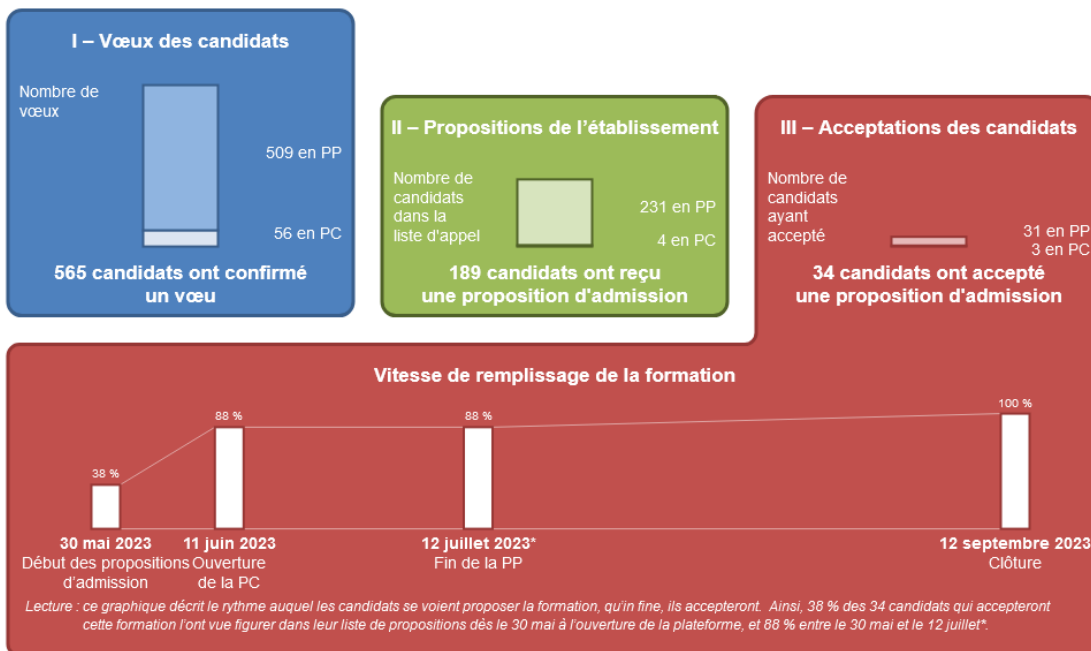 I – Vœux des candidats
Nombre de
vœux
509 en PP
56 en PC
565 candidats ont confirmé
un vœu
II – Propositions de l'établissement
Nombre de
candidats
dans la
liste d'appel
231 en PP
4 en PC
189 candidats ont reçu
une proposition d'admission
III – Acceptations des candidats
Nombre de
candidats
ayant
accepté
31 en PP
3 en PC
34 candidats ont accepté
une proposition d'admission
Vitesse de remplissage de la formation
38 %
88 %
88 %
100 %
30 mai 2023
Début des propositions
d'admission
11 juin 2023
Ouverture
de la PC
12 juillet 2023*
Fin de la PP
12 septembre 2023
Clôture
Lecture : ce graphique décrit le rythme auquel les candidats se voient proposer la formation, qu'in fine, ils accepteront. Ainsi, 38 % des 34 candidats qui accepteront
cette formation l'ont vue figurer dans leur liste de propositions dès le 30 mai à l'ouverture de la plateforme, et 88 % entre le 30 mai et le 12 juillet*.